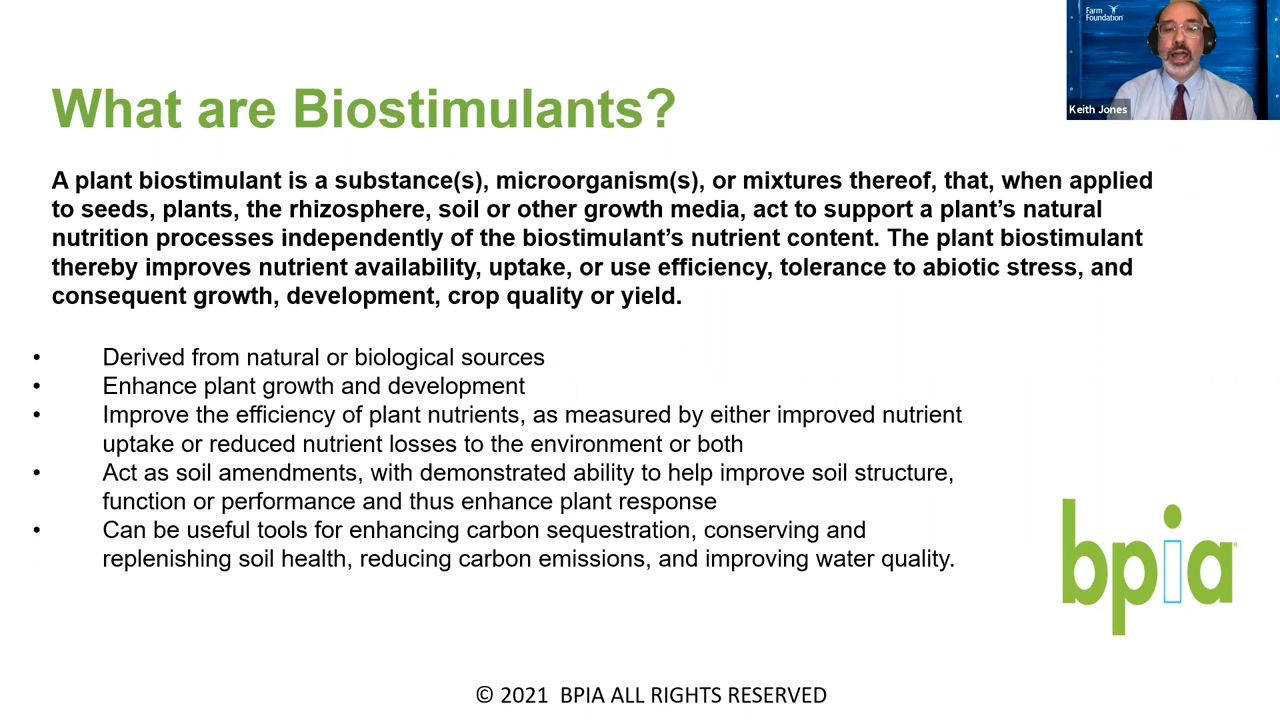 Farm
Foundation
Keith Jones
What are Biostimulants?
A plant biostimulant is a substance(s), microorganism(s), or mixtures thereof, that, when applied
to seeds, plants, the rhizosphere, soil or other growth media, act to support a plant’s natural
nutrition processes independently of the biostimulant’s nutrient content. The plant biostimulant
thereby improves nutrient availability, uptake, or use efficiency, tolerance to abiotic stress, and
consequent growth, development, crop quality or yield.
• Derived from natural or biological sources
• Enhance plant growth and development
• Improve the efficiency of plant nutrients, as measured by either improved nutrient
uptake or reduced nutrient losses to the environment or both
• Act as soil amendments, with demonstrated ability to help improve soil structure,
function or performance and thus enhance plant response
• Can be useful tools for enhancing carbon sequestration, conserving and
replenishing soil health, reducing carbon emissions, and improving water quality.
bpia®
© 2021 BPIA ALL RIGHTS RESERVED